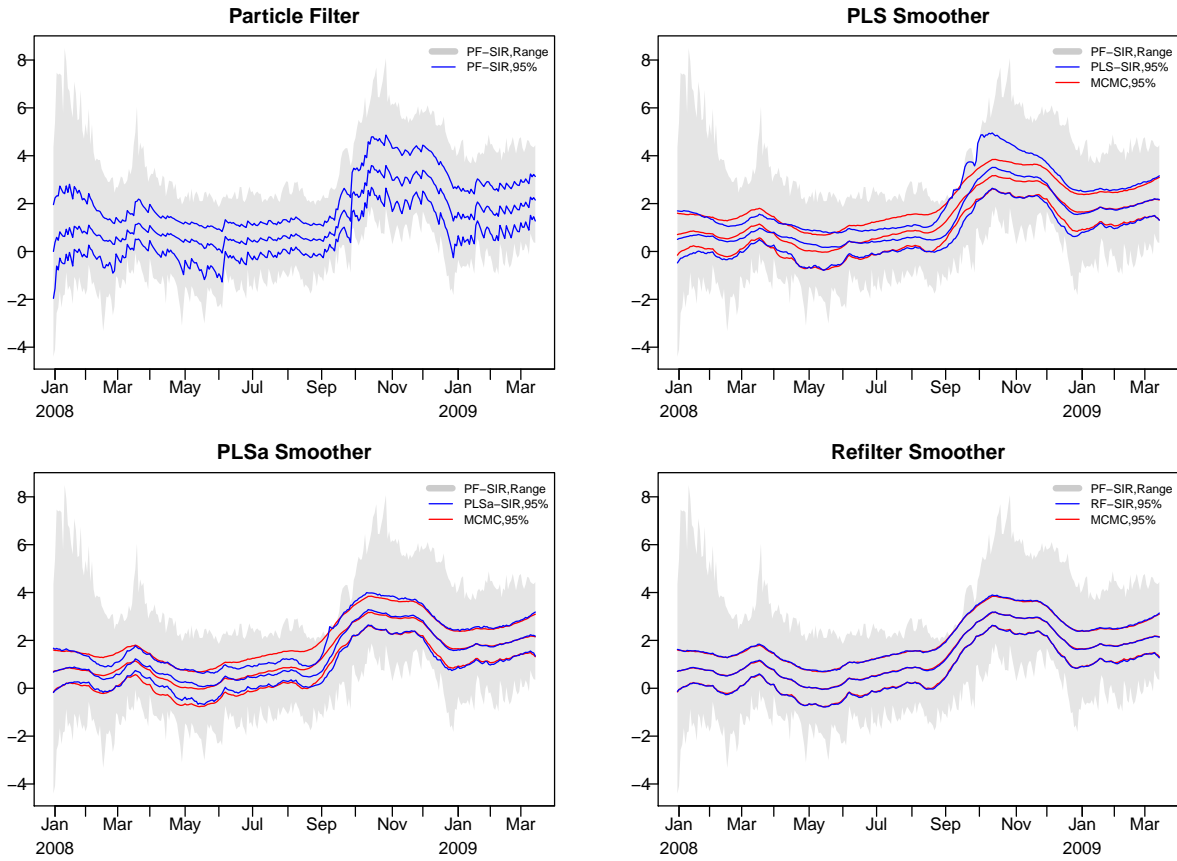 Particle Filter
PF−SIR,Range
PF−SIR,95%
8
6
4
2
0
−2
−4
Jan Mar May Jul Sep Nov Jan Mar
2008 2009
PLS Smoother
PF−SIR,Range
PLS−SIR,95%
MCMC,95%
8
6
4
2
0
−2
−4
Jan Mar May Jul Sep Nov Jan Mar
2008 2009
PLSa Smoother
PF−SIR,Range
PLSa−SIR,95%
MCMC,95%
8
6
4
2
0
−2
−4
Jan Mar May Jul Sep Nov Jan Mar
2008 2009
Refilter Smoother
PF−SIR,Range
RF−SIR,95%
MCMC,95%
8
6
4
2
0
−2
−4
Jan Mar May Jul Sep Nov Jan Mar
2008 2009